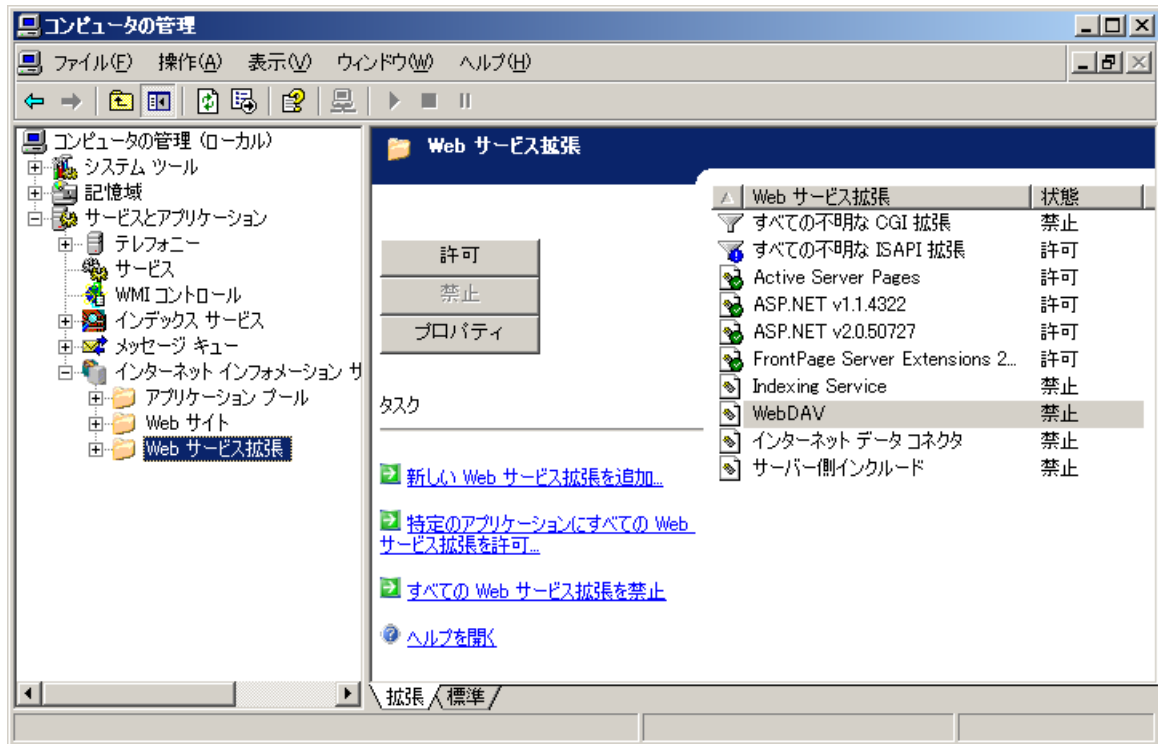 コンピュータの管理
ファイル(F) 操作(A) 表示(V) ウィンドウ(W) ヘルプ(H)
コンピュータの管理 (ローカル)
システム ツール
記憶域
サービスとアプリケーション
テレフォニー
サービス
WMI コントロール
インデックス サービス
メッセージ キュー
インターネット インフォメーション サ
アプリケーション プール
Web サイト
Web サービス拡張
Web サービス拡張
許可
禁止
プロパティ
タスク
新しい Web サービス拡張を追加...
特定のアプリケーションにすべての Web
サービス拡張を許可...
すべての Web サービス拡張を禁止
ヘルプを開く
Web サービス拡張 状態
すべての不明な CGI 拡張 禁止
すべての不明な ISAPI 拡張 許可
Active Server Pages 許可
ASP.NET v1.1.4322 許可
ASP.NET v2.0.50727 許可
FrontPage Server Extensions 2... 許可
Indexing Service 禁止
WebDAV 禁止
インターネット データ コネクタ 禁止
サーバー側インクルード 禁止
拡張 標準